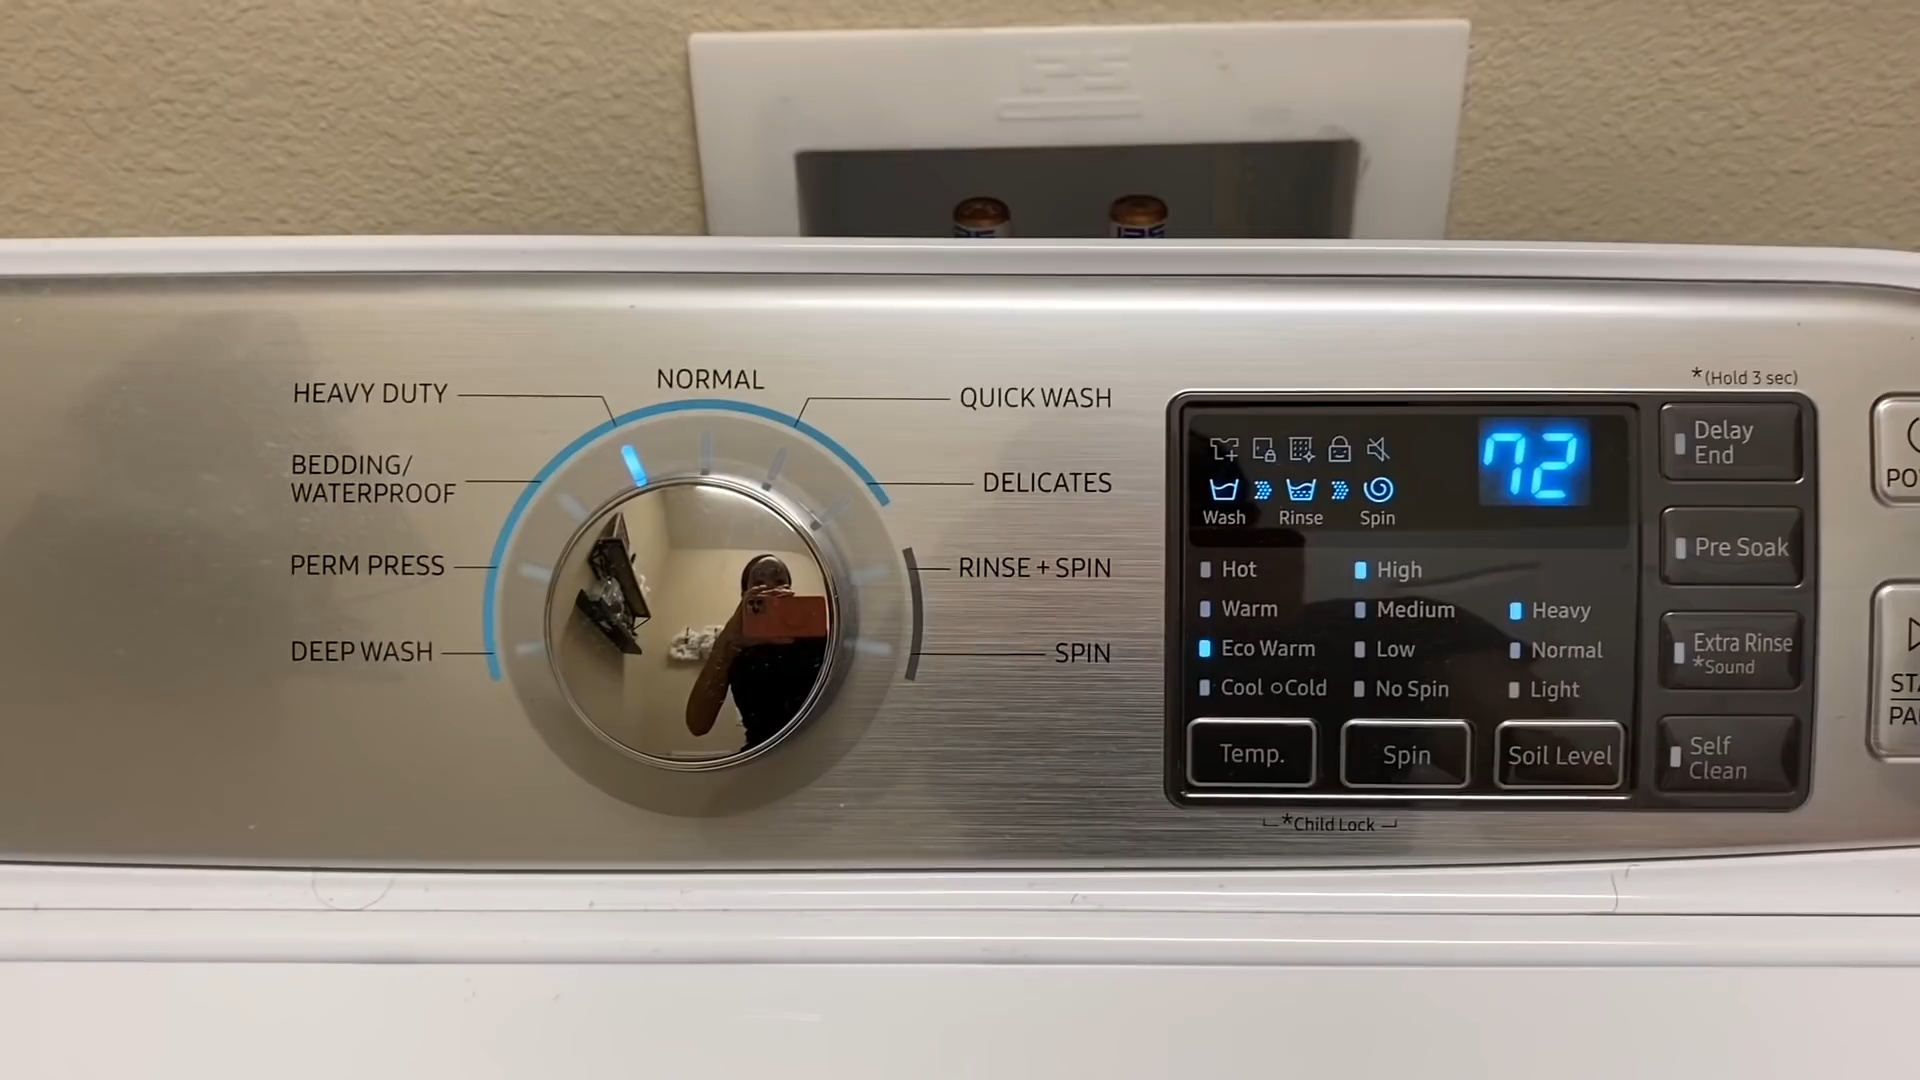 IPS
HEAVY DUTY
NORMAL
QUICK WASH
BEDDING/
WATERPROOF
DELICATES
PERM PRESS
RINSE + SPIN
DEEP WASH
SPIN
72
Wash
Rinse
Spin
Hot
Warm
Eco Warm
Cool
Cold
High
Medium
Low
No Spin
Heavy
Normal
Light
Temp.
Spin
Soil Level
*Child Lock
*(Hold 3 sec)
Delay
End
Pre Soak
Extra Rinse
*Sound
Self
Clean